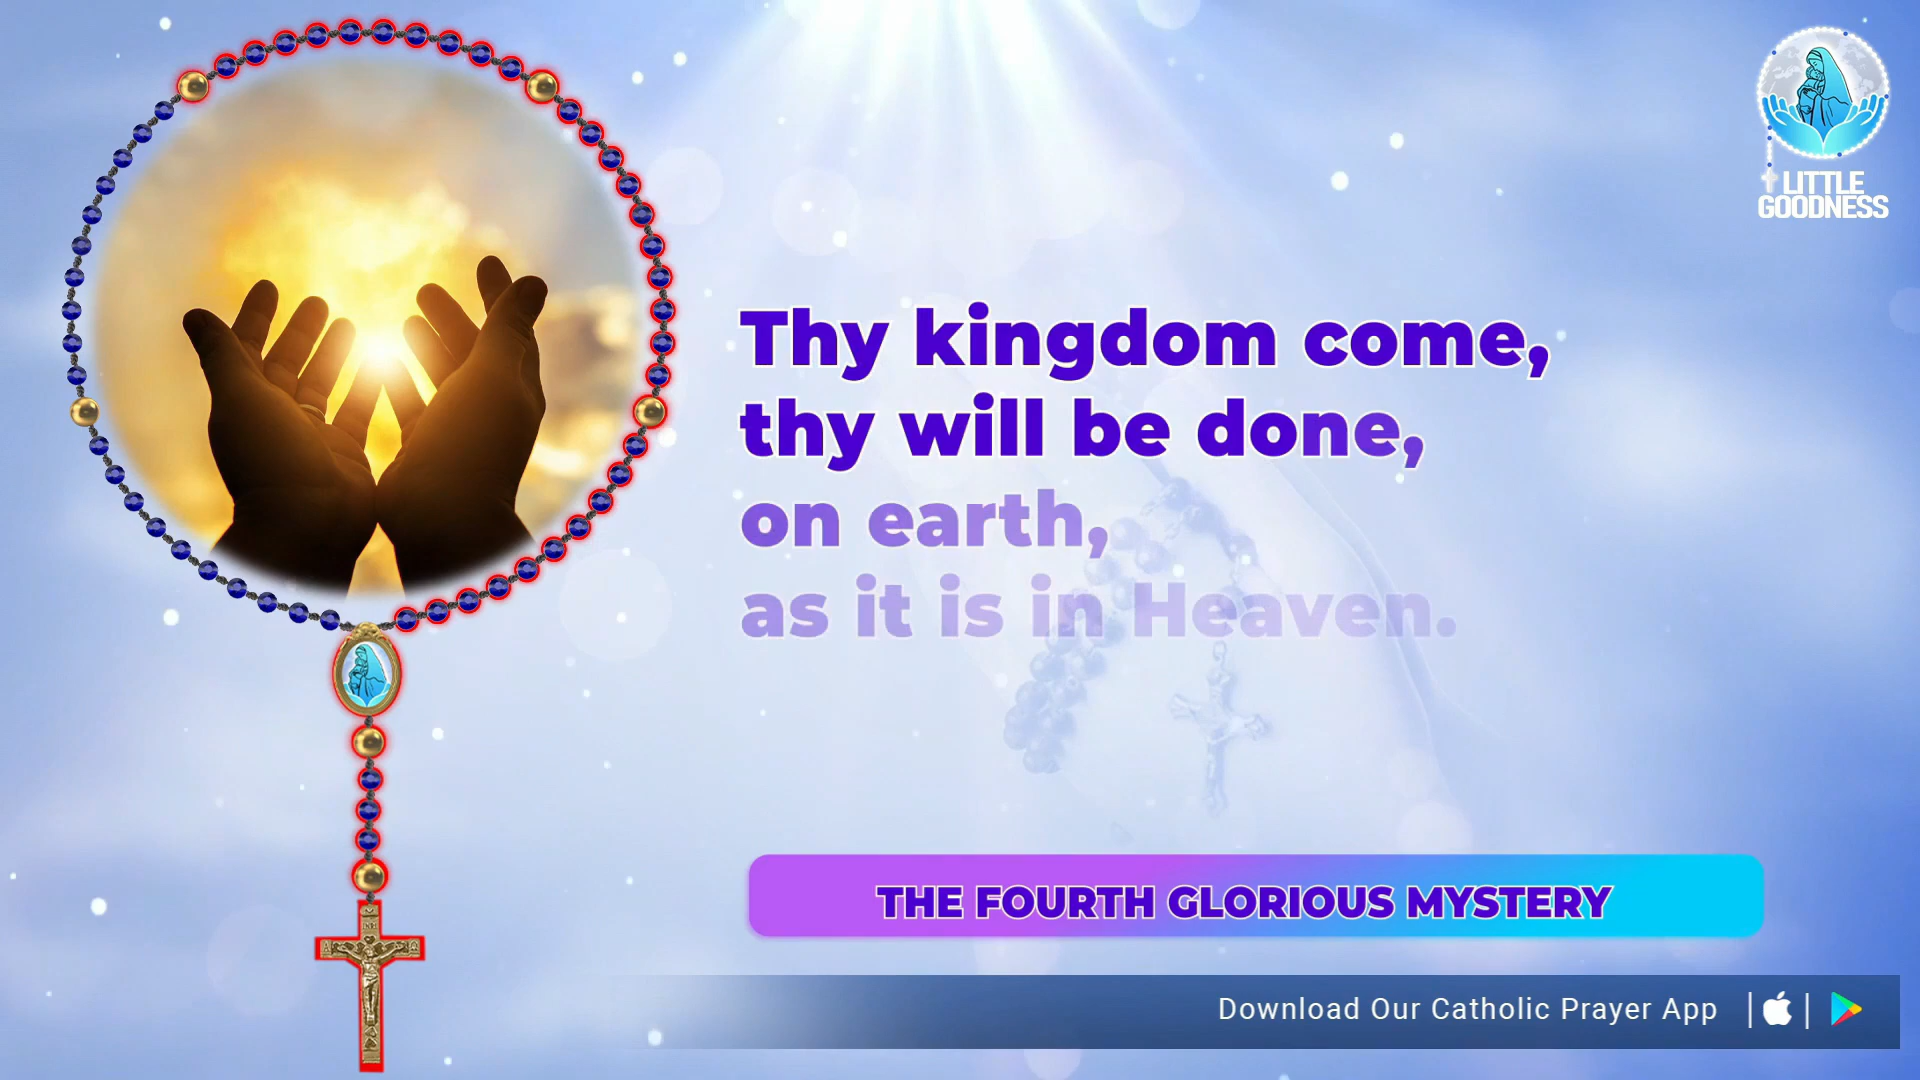 LITTLE
GOODNESS
Thy kingdom come,
thy will be done,
on earth,
as it is in Heaven.
THE FOURTH GLORIOUS MYSTERY
Download Our Catholic Prayer App